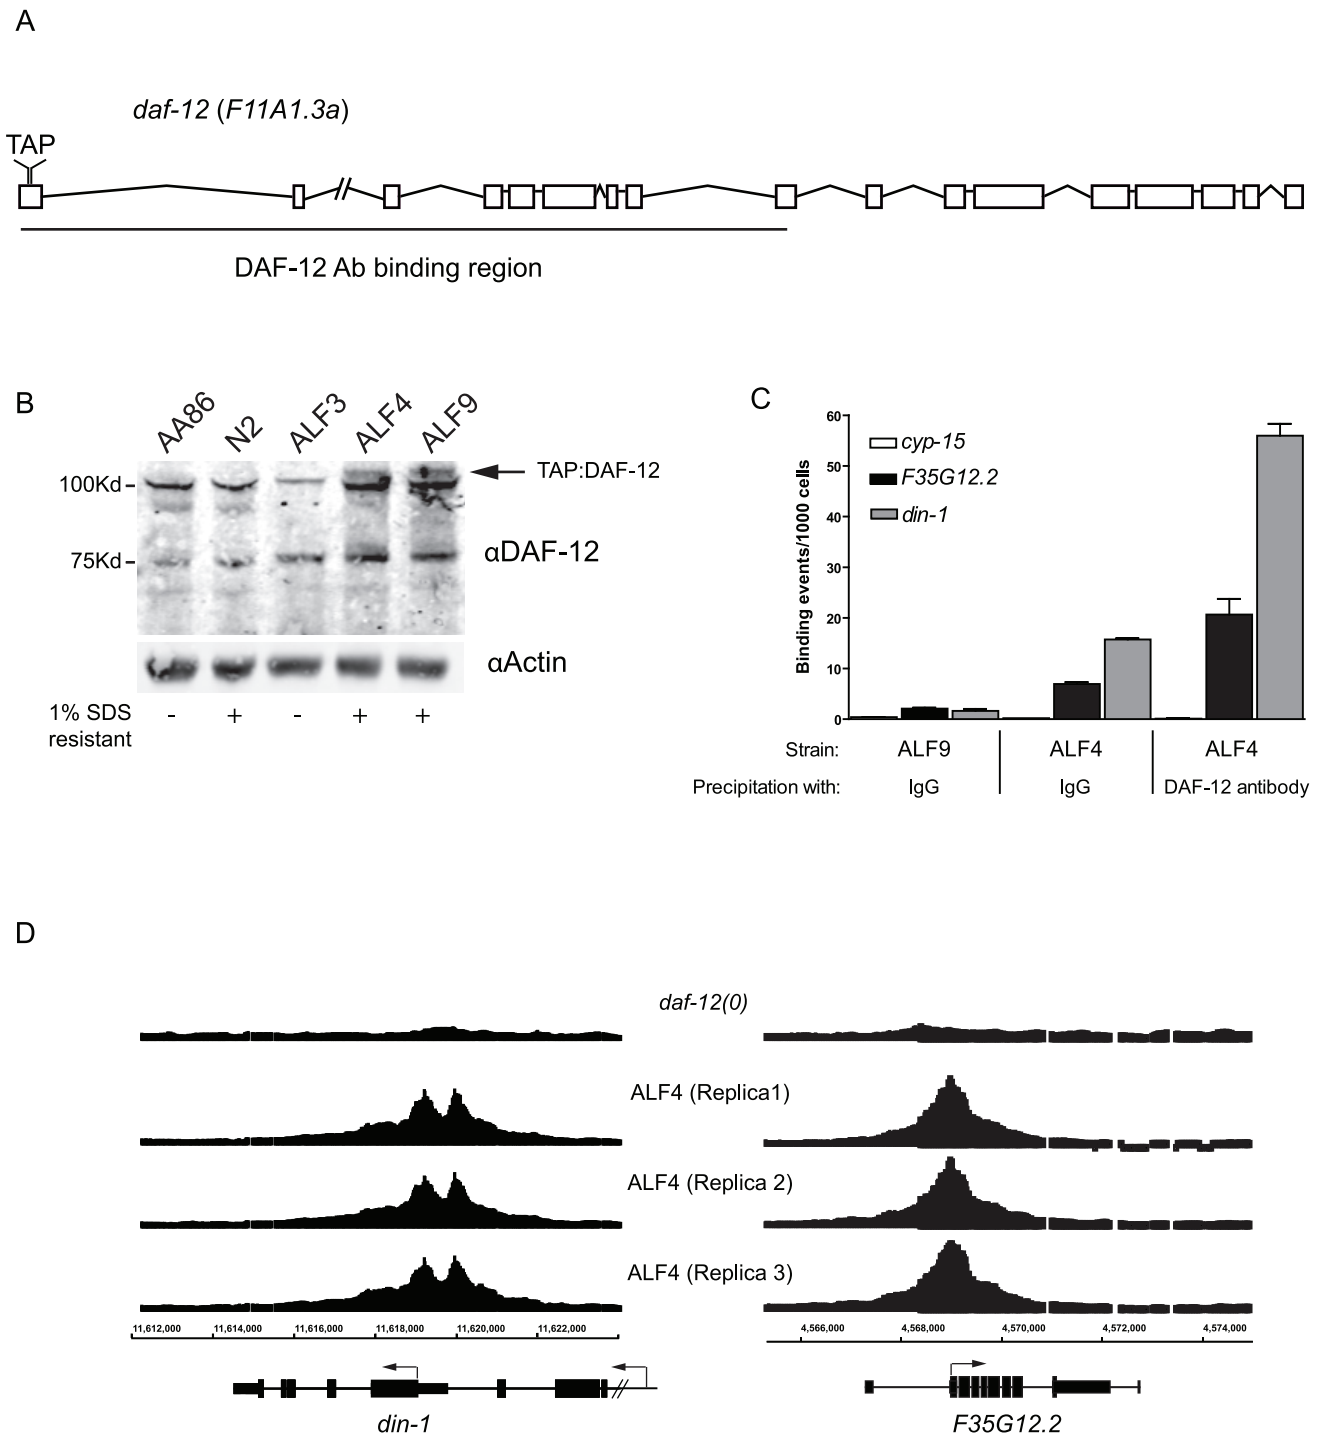 A
daf-12 (F11A1.3a)
TAP
DAF-12 Ab binding region
B
AA86
N2
ALF3
ALF4
ALF9
TAP:DAF-12
100Kd
75Kd
αDAF-12
αActin
1% SDS
resistant
-
+
-
+
+
C
Binding events/1000 cells
60
50
40
30
20
10
0
cyp-15
F35G12.2
din-1
Strain:
ALF9
ALF4
ALF4
Precipitation with:
IgG
IgG
DAF-12 antibody
D
daf-12(0)
ALF4 (Replica1)
ALF4 (Replica 2)
ALF4 (Replica 3)
11,612,000
11,614,000
11,616,000
11,618,000
11,620,000
11,622,000
4,566,000
4,568,000
4,570,000
4,572,000
4,574,000
din-1
F35G12.2